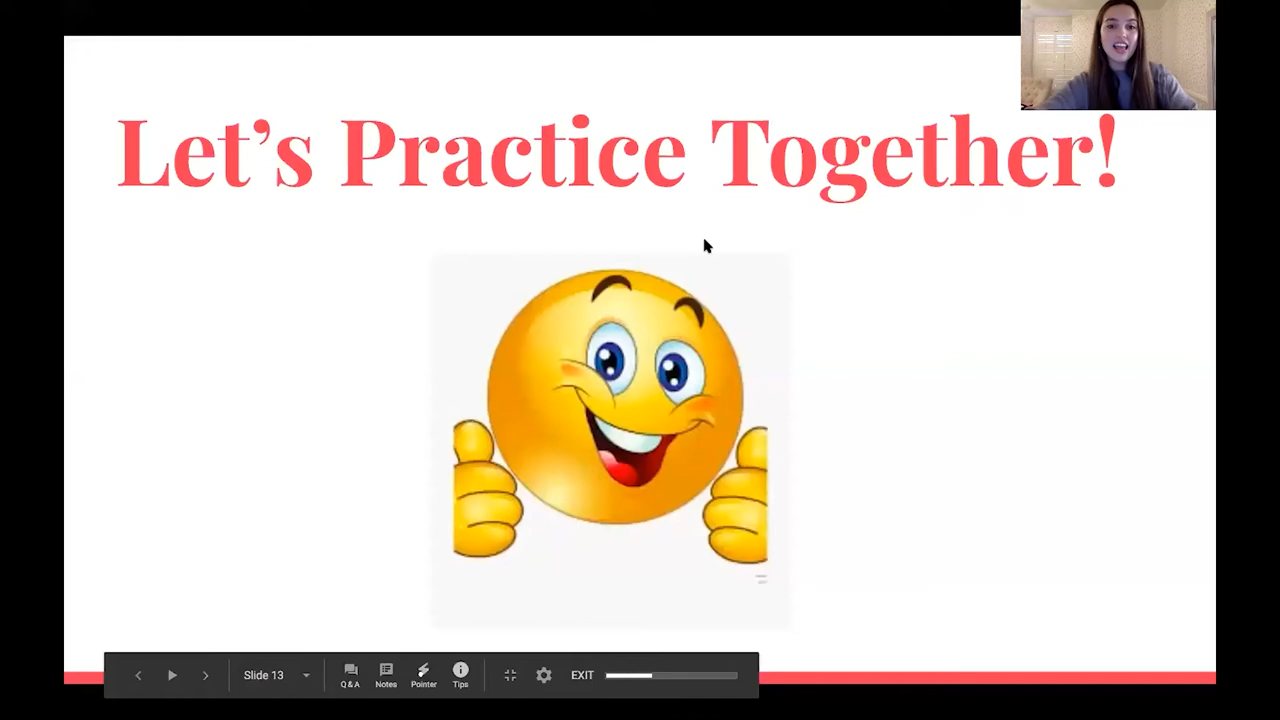 Let's Practice Together!
Slide 13
Q & A
Notes
Pointer
Tips
EXIT